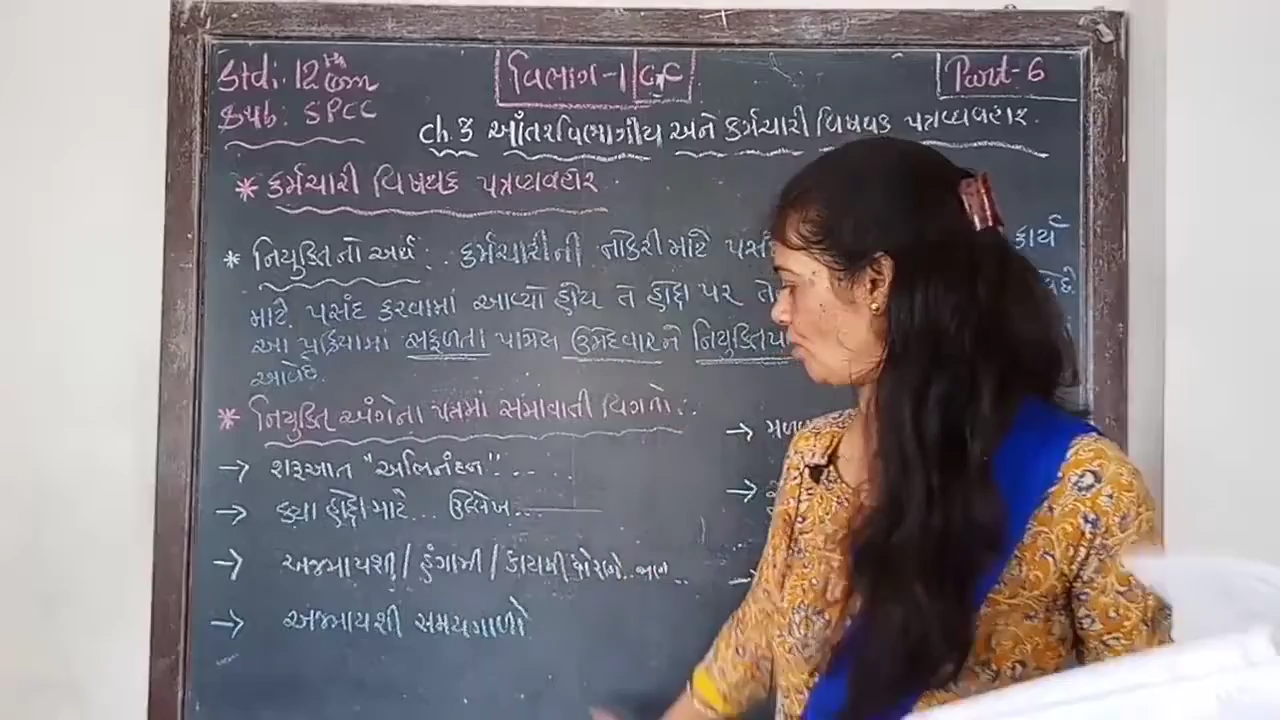 Std: 12th Com
વિભાગ-1 GC
Part-6
Sub: SPCC
ch.3 આંતરવિભાગીય અને કર્મચારી વિષયક પત્રવ્યવહાર.
* કર્મચારી વિષયક પત્રવ્યવહાર
* નિયુક્તિ નો અર્થ: કર્મચારીની નોકરી માટે કાર્ય
માટે પસંદ કરવામાં આવ્યો હોય તે હોદ્દા પર
આ પ્રક્રિયામાં સફળતા પામેલ ઉમેદવારને
આવેછે.
* નિયુક્તિ અંગેના પત્રમાં સમાવાતી વિગતો:
→ શરૂઆત "અભિનંદન"...
→ કયા હોદ્દા માટે... ઉલ્લેખ...
→ અજમાયશી / હંગામી / કાયમી
→ અજમાયશી સમયગાળો